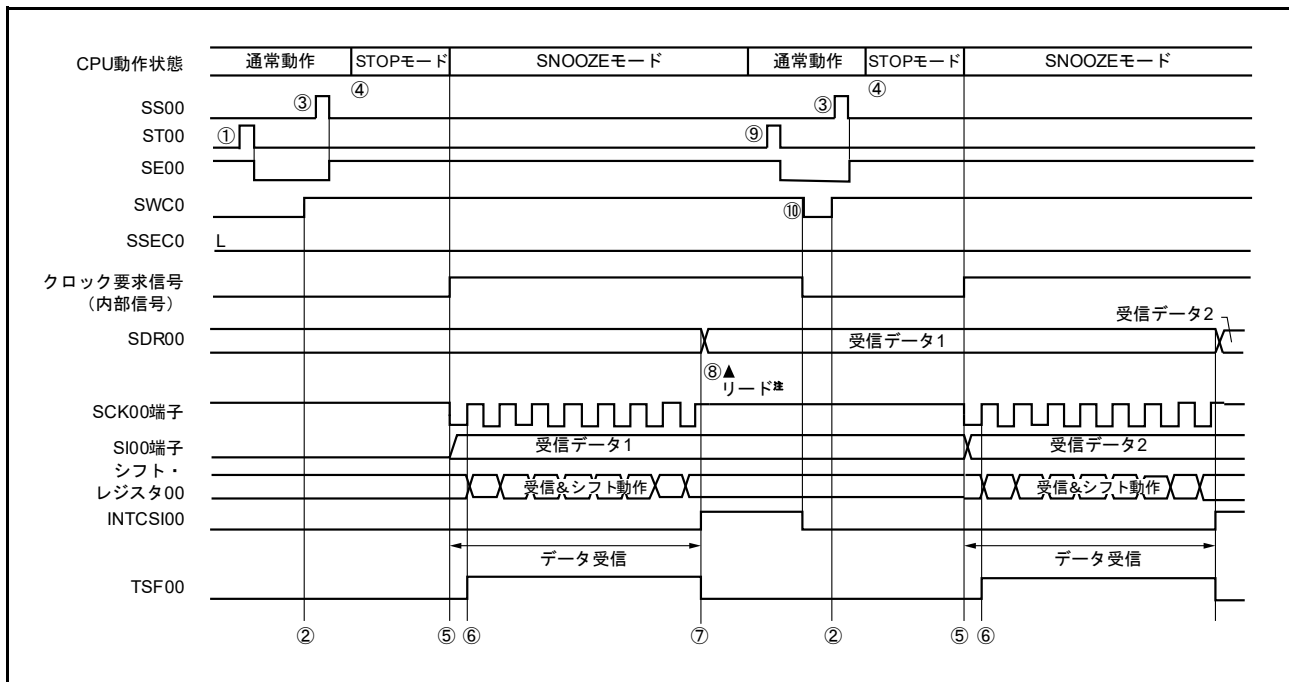 CPU動作状態 通常動作 STOPモード SNOOZEモード 通常動作 STOPモード SNOOZEモード
③ ④ ③ ④
SS00
ST00 ① ⑨
SE00
SWC0 ⑩
SSEC0 L
クロック要求信号
（内部信号）
受信データ2
SDR00 受信データ1
⑧▲
リード注
SCK00端子
SI00端子 受信データ1 受信データ2
シフト・
レジスタ00 受信&シフト動作 受信&シフト動作
INTCSI00
データ受信 データ受信
TSF00
② ⑤ ⑥ ⑦ ② ⑤ ⑥